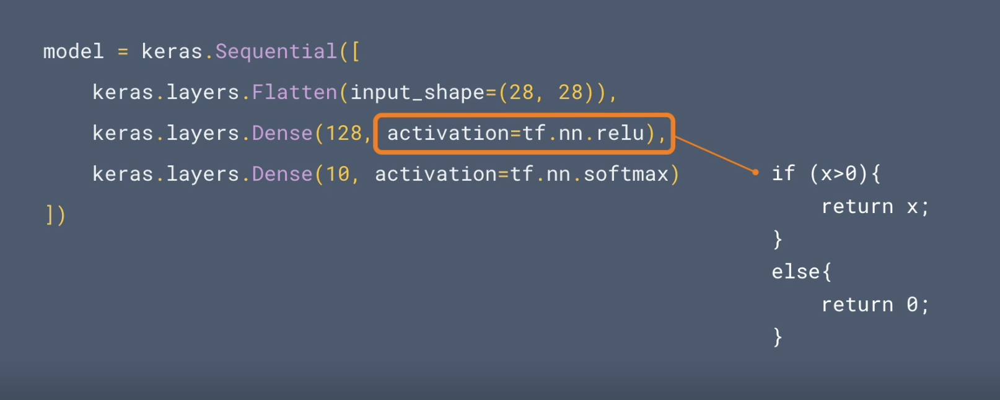 model = keras.Sequential([
    keras.layers.Flatten(input_shape=(28, 28)),
    keras.layers.Dense(128, activation=tf.nn.relu),
    keras.layers.Dense(10, activation=tf.nn.softmax)
])
if (x>0){
    return x;
}
else{
    return 0;
}